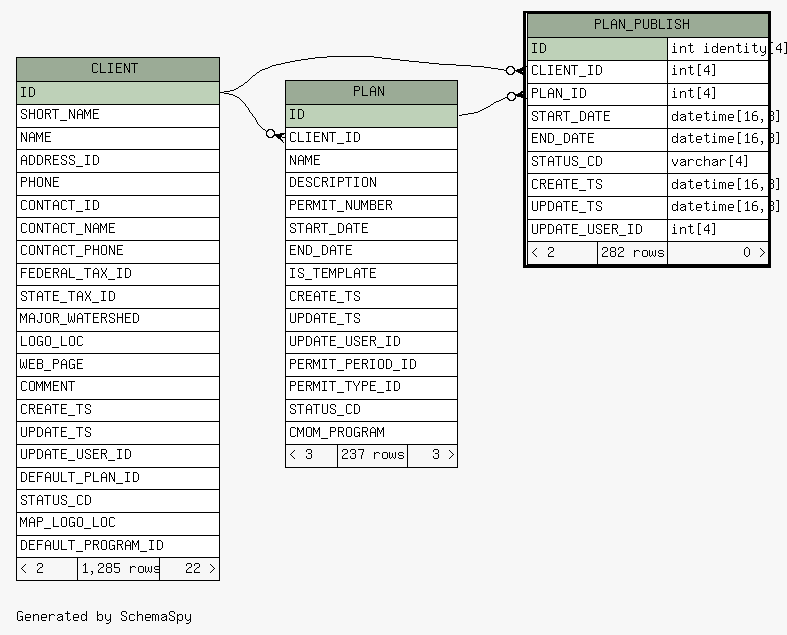 CLIENT
ID
SHORT_NAME
NAME
ADDRESS_ID
PHONE
CONTACT_ID
CONTACT_NAME
CONTACT_PHONE
FEDERAL_TAX_ID
STATE_TAX_ID
MAJOR_WATERSHED
LOGO_LOC
WEB_PAGE
COMMENT
CREATE_TS
UPDATE_TS
UPDATE_USER_ID
DEFAULT_PLAN_ID
STATUS_CD
MAP_LOGO_LOC
DEFAULT_PROGRAM_ID
< 2 1,285 rows 22 >
PLAN
ID
CLIENT_ID
NAME
DESCRIPTION
PERMIT_NUMBER
START_DATE
END_DATE
IS_TEMPLATE
CREATE_TS
UPDATE_TS
UPDATE_USER_ID
PERMIT_PERIOD_ID
PERMIT_TYPE_ID
STATUS_CD
CMOM_PROGRAM
< 3 237 rows 3 >
PLAN_PUBLISH
ID int identity[4]
CLIENT_ID int[4]
PLAN_ID int[4]
START_DATE datetime[16,3]
END_DATE datetime[16,3]
STATUS_CD varchar[4]
CREATE_TS datetime[16,3]
UPDATE_TS datetime[16,3]
UPDATE_USER_ID int[4]
< 2 282 rows 0 >
Generated by SchemaSpy